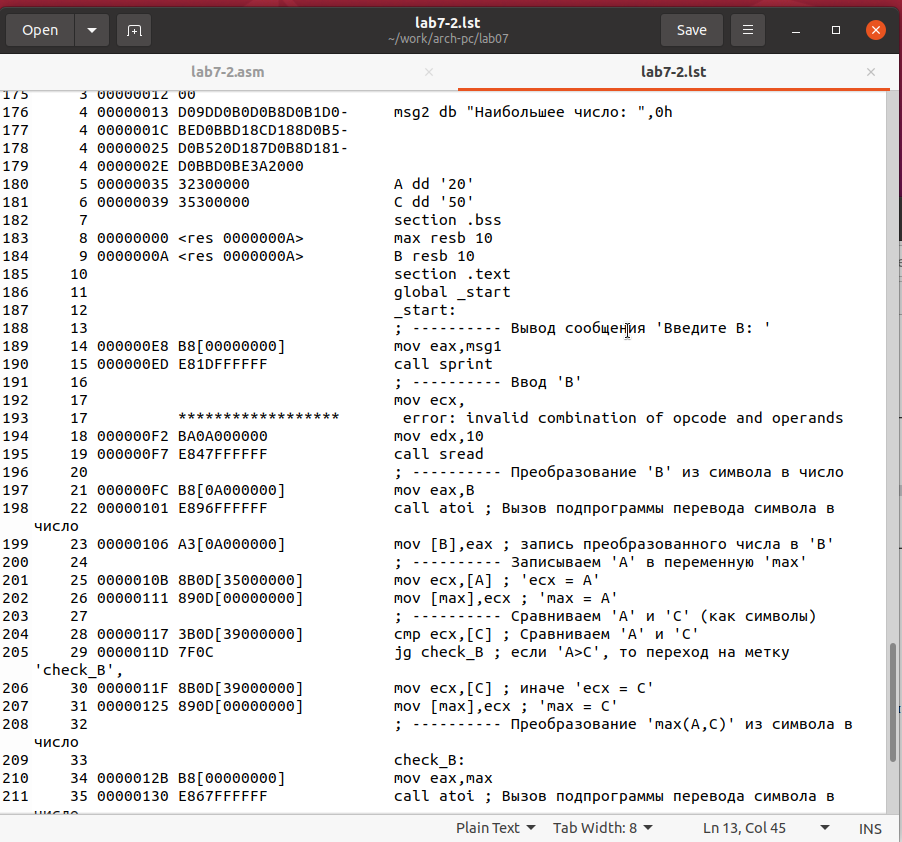 Open
lab7-2.lst
~/work/arch-pc/lab07
Save
lab7-2.asm
lab7-2.lst
175 3 00000012 00
176 4 00000013 D09DD0B0D0B8D0B1D0- msg2 db "Наибольшее число: ",0h
177 4 0000001C BED0BBD18CD188D0B5-
178 4 00000025 D0B520D187D0B8D181-
179 4 0000002E D0BBD0BE3A2000
180 5 00000035 32300000 A dd '20'
181 6 00000039 35300000 C dd '50'
182 7 section .bss
183 8 00000000 <res 0000000A> max resb 10
184 9 0000000A <res 0000000A> B resb 10
185 10 section .text
186 11 global _start
187 12 _start:
188 13 ; ---------- Вывод сообщения 'Введите B: '
189 14 000000E8 B8[00000000] mov eax,msg1
190 15 000000ED E81DFFFFFF call sprint
191 16 ; ---------- Ввод 'B'
192 17 mov ecx,
193 17 ****************** error: invalid combination of opcode and operands
194 18 000000F2 BA0A000000 mov edx,10
195 19 000000F7 E847FFFFFF call sread
196 20 ; ---------- Преобразование 'B' из символа в число
197 21 000000FC B8[0A000000] mov eax,B
198 22 00000101 E896FFFFFF call atoi ; Вызов подпрограммы перевода символа в
число
199 23 00000106 A3[0A000000] mov [B],eax ; запись преобразованного числа в 'B'
200 24 ; ---------- Записываем 'A' в переменную 'max'
201 25 0000010B 8B0D[35000000] mov ecx,[A] ; 'ecx = A'
202 26 00000111 890D[00000000] mov [max],ecx ; 'max = A'
203 27 ; ---------- Сравниваем 'A' и 'С' (как символы)
204 28 00000117 3B0D[39000000] cmp ecx,[C] ; Сравниваем 'A' и 'С'
205 29 0000011D 7F0C jg check_B ; если 'A>C', то переход на метку
'check_B',
206 30 0000011F 8B0D[39000000] mov ecx,[C] ; иначе 'ecx = C'
207 31 00000125 890D[00000000] mov [max],ecx ; 'max = C'
208 32 ; ---------- Преобразование 'max(A,C)' из символа в
число
209 33 check_B:
210 34 0000012B B8[00000000] mov eax,max
211 35 00000130 E867FFFFFF call atoi ; Вызов подпрограммы перевода символа в
число
Plain Text Tab Width: 8 Ln 13, Col 45 INS